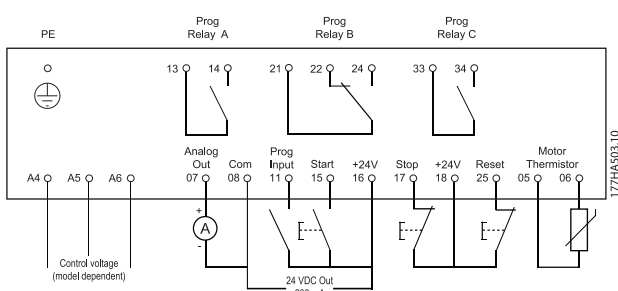 PE
Prog
Relay A
Prog
Relay B
Prog
Relay C
13 14 21 22 24 33 34
Analog
Out
07
Com
08
Prog
Input
11
Start
15
+24V
16
Stop
17
+24V
18
Reset
25
Motor
Thermistor
05 06
A4 A5 A6
+
A
-
Control voltage
(model dependent)
24 VDC Out
177HA503.10